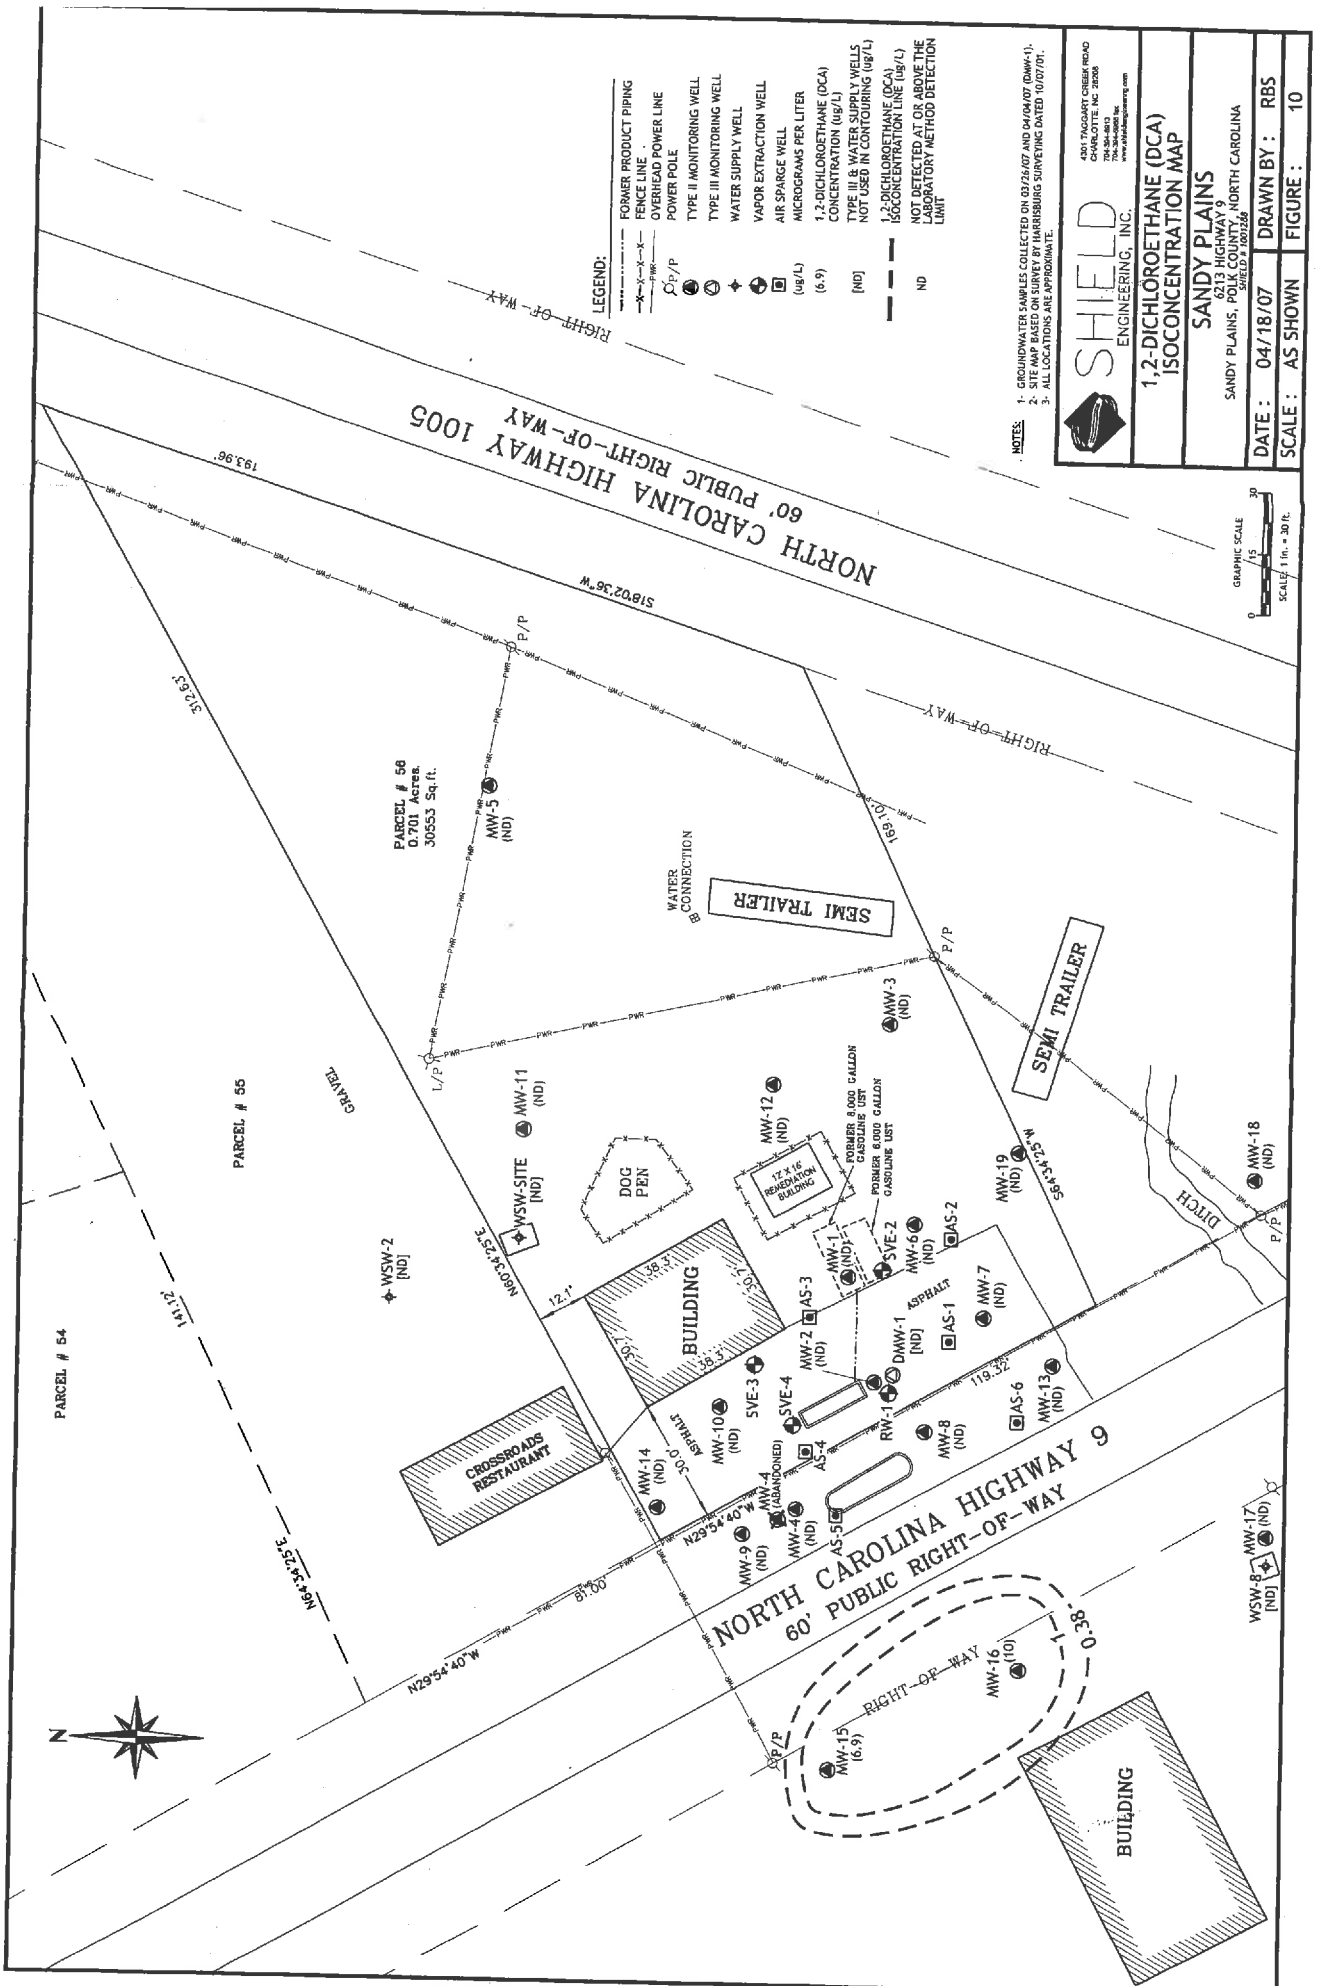 N
PARCEL # 54
141.12'
PARCEL # 55
GRAVEL
312.63'
193.96'
S18°02'36"W
N64°34'25"E
N60°34'25"E
N29°54'40"W
81.00'
WSW-2
[ND]
WSW-SITE
[ND]
MW-11
(ND)
L/P
PARCEL # 56
0.701 Acres.
30553 Sq.ft.
MW-5
(ND)
P/P
PWR
DOG
PEN
CROSSROADS
RESTAURANT
BUILDING
12.1'
38.3'
30.7'
38.3'
30.7'
WATER
CONNECTION
SEMI TRAILER
MW-12
(ND)
12' X 16'
REMEDIATION
BUILDING
FORMER 8,000 GALLON
GASOLINE UST
FORMER 6,000 GALLON
GASOLINE UST
MW-3
(ND)
P/P
169.10'
SEMI TRAILER
MW-14
(ND)
ASPHALT
30.0'
MW-10
(ND)
SVE-3
SVE-4
AS-3
MW-2
(ND)
MW-1
(ND)
SVE-2
MW-6
(ND)
AS-2
ASPHALT
MW-19
(ND)
S64°34'25"W
MW-18
(ND)
DITCH
P/P
N29°54'40"W
MW-9
(ND)
MW-4
(ABANDONED)
MW-4
(ND)
AS-4
AS-5
RW-1
DMW-1
[ND]
AS-1
MW-7
(ND)
MW-8
(ND)
119.32'
AS-6
MW-13
(ND)
NORTH CAROLINA HIGHWAY 9
60' PUBLIC RIGHT-OF-WAY
RIGHT-OF-WAY
P/P
MW-15
(6.9)
MW-16
(10)
1
0.38
WSW-8
[ND]
MW-17
(ND)
BUILDING
NORTH CAROLINA HIGHWAY 1005
60' PUBLIC RIGHT-OF-WAY
RIGHT-OF-WAY
RIGHT-OF-WAY
LEGEND:
FORMER PRODUCT PIPING
-X-X-X-X- FENCE LINE
PWR OVERHEAD POWER LINE
P/P POWER POLE
TYPE II MONITORING WELL
TYPE III MONITORING WELL
WATER SUPPLY WELL
VAPOR EXTRACTION WELL
AIR SPARGE WELL
(ug/L) MICROGRAMS PER LITER
(6.9) 1,2-DICHLOROETHANE (DCA)
CONCENTRATION (ug/L)
[ND] TYPE III & WATER SUPPLY WELLS
NOT USED IN CONTOURING (ug/L)
1,2-DICHLOROETHANE (DCA)
ISOCONCENTRATION LINE (ug/L)
ND NOT DETECTED AT OR ABOVE THE
LABORATORY METHOD DETECTION
LIMIT
NOTES: 1- GROUNDWATER SAMPLES COLLECTED ON 03/26/07 AND 04/04/07 (DMW-1).
2- SITE MAP BASED ON SURVEY BY HARRISBURG SURVEYING DATED 10/07/01.
3- ALL LOCATIONS ARE APPROXIMATE.
GRAPHIC SCALE
0 15 30
SCALE: 1 in. = 30 ft.
SHIELD
ENGINEERING, INC.
4301 TAGGART CREEK ROAD
CHARLOTTE, NC 28208
www.shieldengineering.com
1,2-DICHLOROETHANE (DCA)
ISOCONCENTRATION MAP
SANDY PLAINS
6213 HIGHWAY 9
SANDY PLAINS, POLK COUNTY, NORTH CAROLINA
DATE : 04/18/07 DRAWN BY : RBS
SCALE : AS SHOWN FIGURE : 10